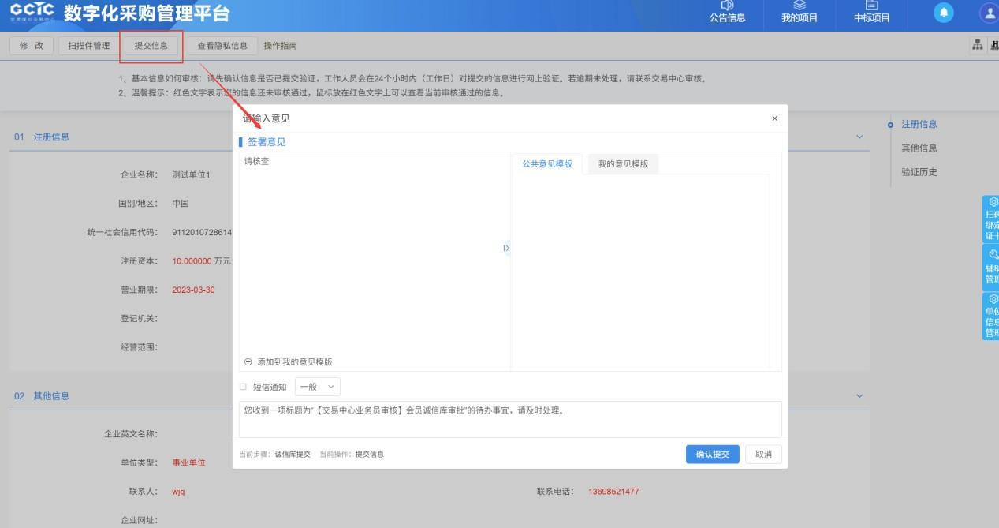 GCTC 数字化采购管理平台
公告信息 我的项目 中标项目
修 改 扫描件管理 提交信息 查看隐私信息 操作指南
1、基本信息如何审核：请先确认信息是否已提交验证，工作人员会在24个小时内（工作日）对提交的信息进行网上验证。若逾期未处理，请联系交易中心审核。
2、温馨提示：红色文字表示您的信息还未审核通过，鼠标放在红色文字上可以查看当前审核通过的信息。
请输入意见 ×
签署意见
请核查
公共意见模版 我的意见模版
添加到我的意见模版
短信通知 一般
您收到一项标题为“【交易中心业务员审核】会员诚信库审批”的待办事宜，请及时处理。
当前步骤：诚信库提交 当前操作：提交信息
确认提交 取消
01 注册信息
企业名称： 测试单位1
国别/地区： 中国
统一社会信用代码： 9112010728614
注册资本： 10.000000 万元
营业期限： 2023-03-30
登记机关：
经营范围：
02 其他信息
企业英文名称：
单位类型： 事业单位
联系人： wjq 联系电话： 13698521477
企业网址：
注册信息
其他信息
验证历史
扫码
绑定
证书
辅助
管理
单位
信息
管理